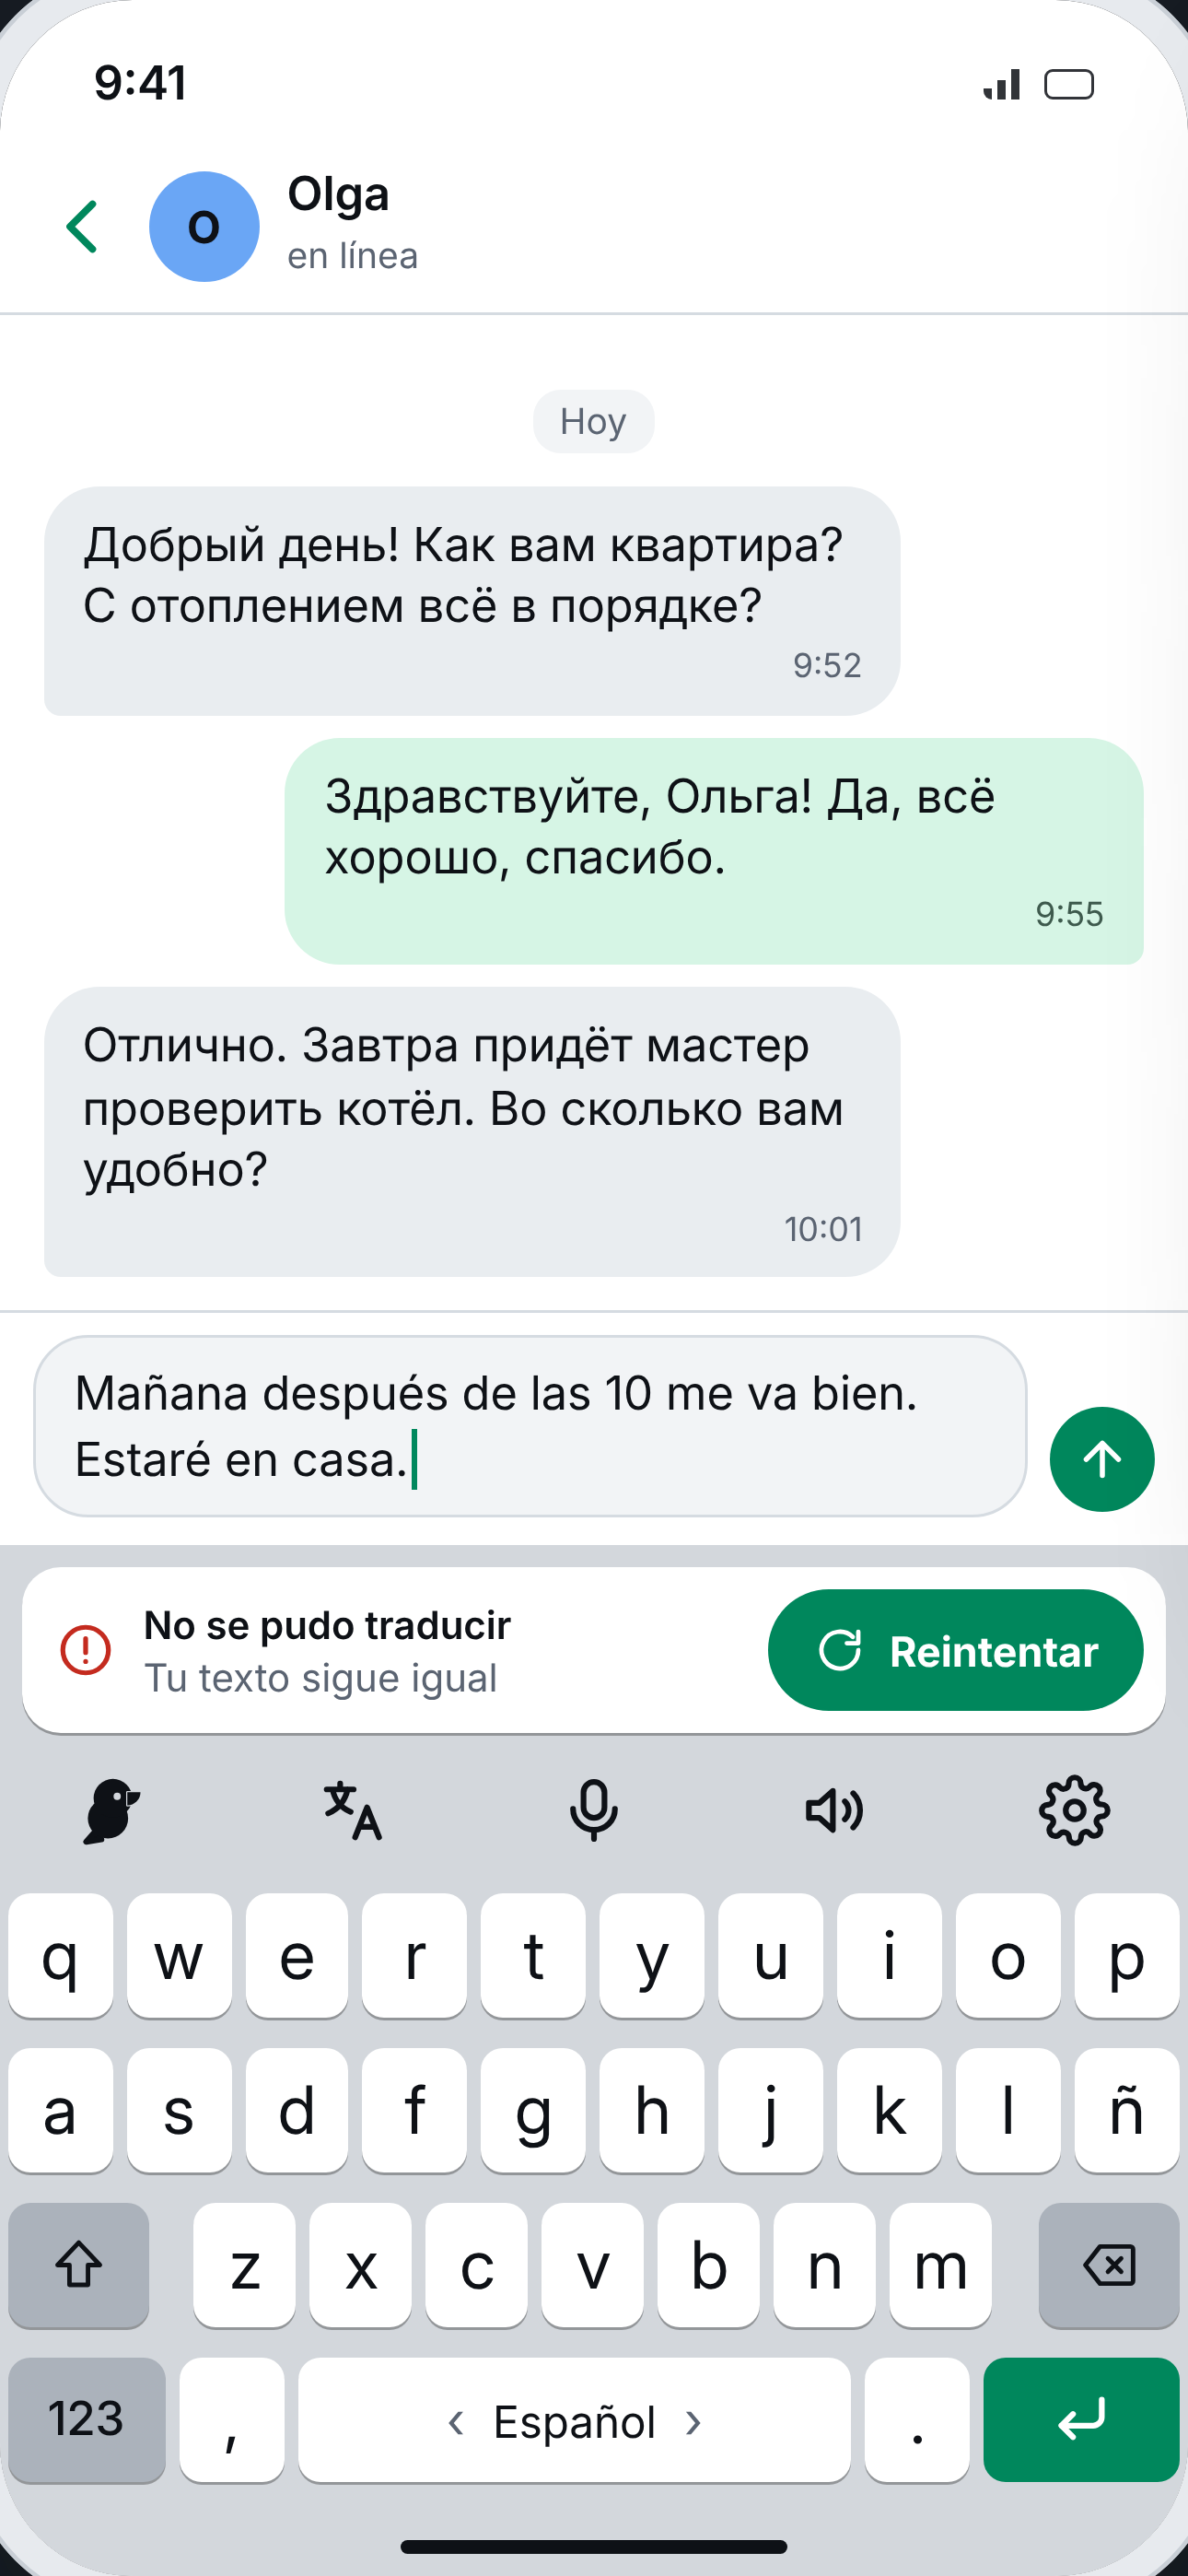 9:41
O
Olga
en línea
Hoy
Добрый день! Как вам квартира?
С отоплением всё в порядке?
9:52
Здравствуйте, Ольга! Да, всё
хорошо, спасибо.
9:55
Отлично. Завтра придёт мастер
проверить котёл. Во сколько вам
удобно?
10:01
Mañana después de las 10 me va bien.
Estaré en casa.
No se pudo traducir
Tu texto sigue igual
Reintentar
q w e r t y u i o p
a s d f g h j k l ñ
z x c v b n m
123 , ‹ Español › .